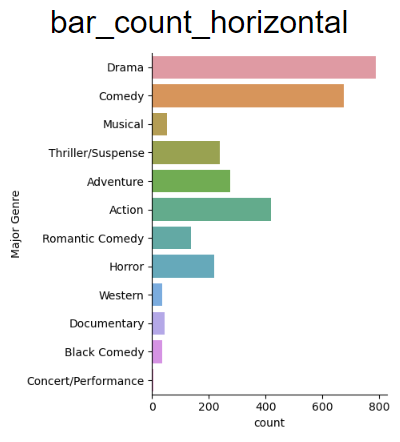 bar_count_horizontal
Drama
Comedy
Musical
Thriller/Suspense
Adventure
Action
Romantic Comedy
Horror
Western
Documentary
Black Comedy
Concert/Performance
Major Genre
0 200 400 600 800
count